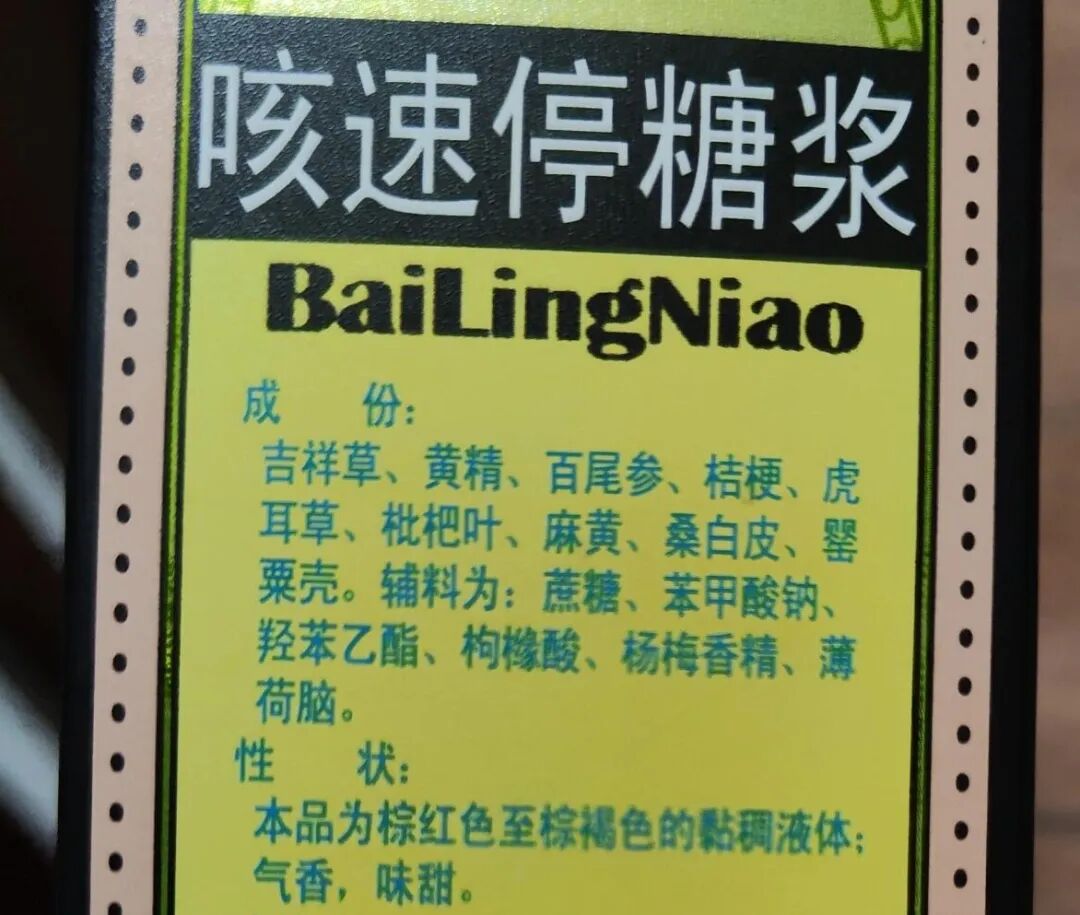 咳速停糖浆
BaiLingNiao
成 份：
吉祥草、黄精、百尾参、桔梗、虎
耳草、枇杷叶、麻黄、桑白皮、罂
粟壳。辅料为：蔗糖、苯甲酸钠、
羟苯乙酯、枸橼酸、杨梅香精、薄
荷脑。
性 状：
本品为棕红色至棕褐色的黏稠液体；
气香，味甜。